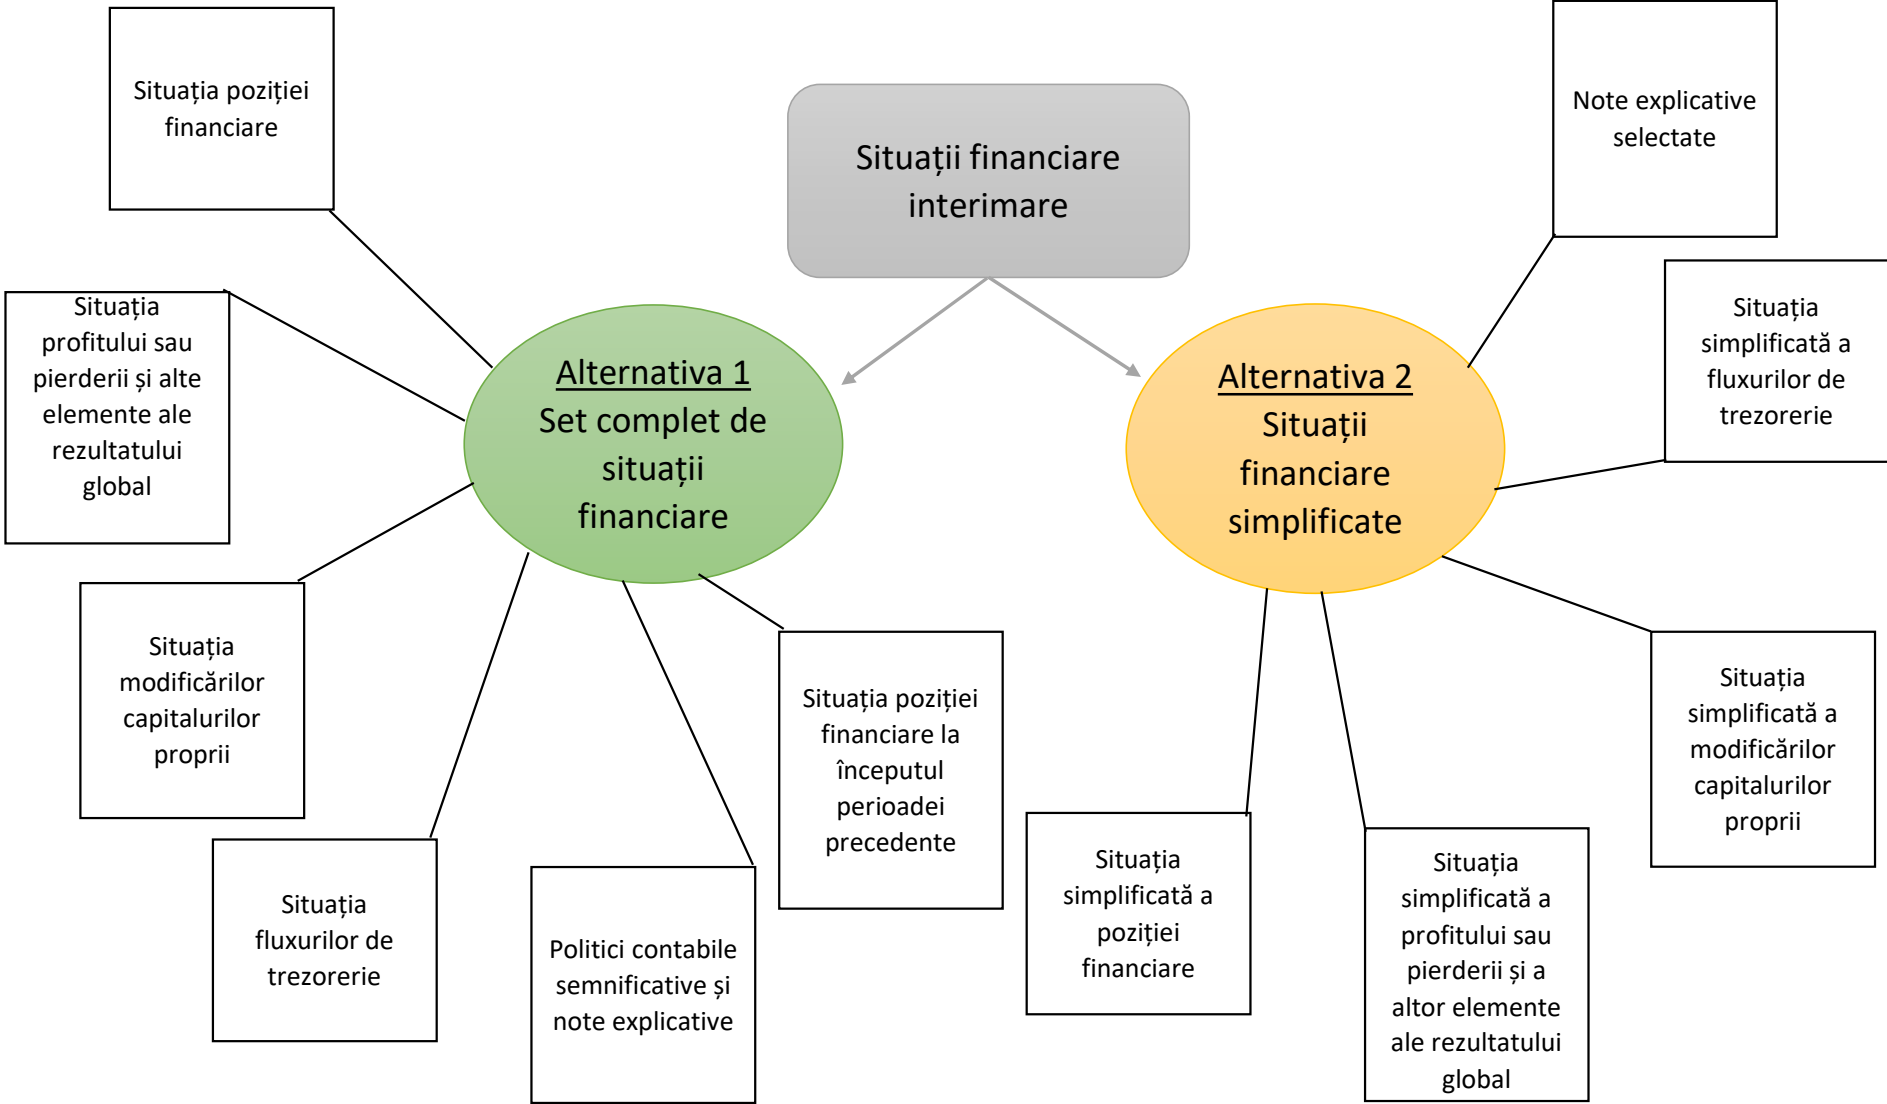 Situații financiare
interimare
Alternativa 1
Set complet de
situații
financiare
Situația poziției
financiare
Situația
profitului sau
pierderii și alte
elemente ale
rezultatului
global
Situația
modificărilor
capitalurilor
proprii
Situația
fluxurilor de
trezorerie
Politici contabile
semnificative și
note explicative
Situația poziției
financiare la
începutul
perioadei
precedente
Alternativa 2
Situații
financiare
simplificate
Note explicative
selectate
Situația
simplificată a
fluxurilor de
trezorerie
Situația
simplificată a
modificărilor
capitalurilor
proprii
Situația
simplificată a
profitului sau
pierderii și a
altor elemente
ale rezultatului
global
Situația
simplificată a
poziției
financiare